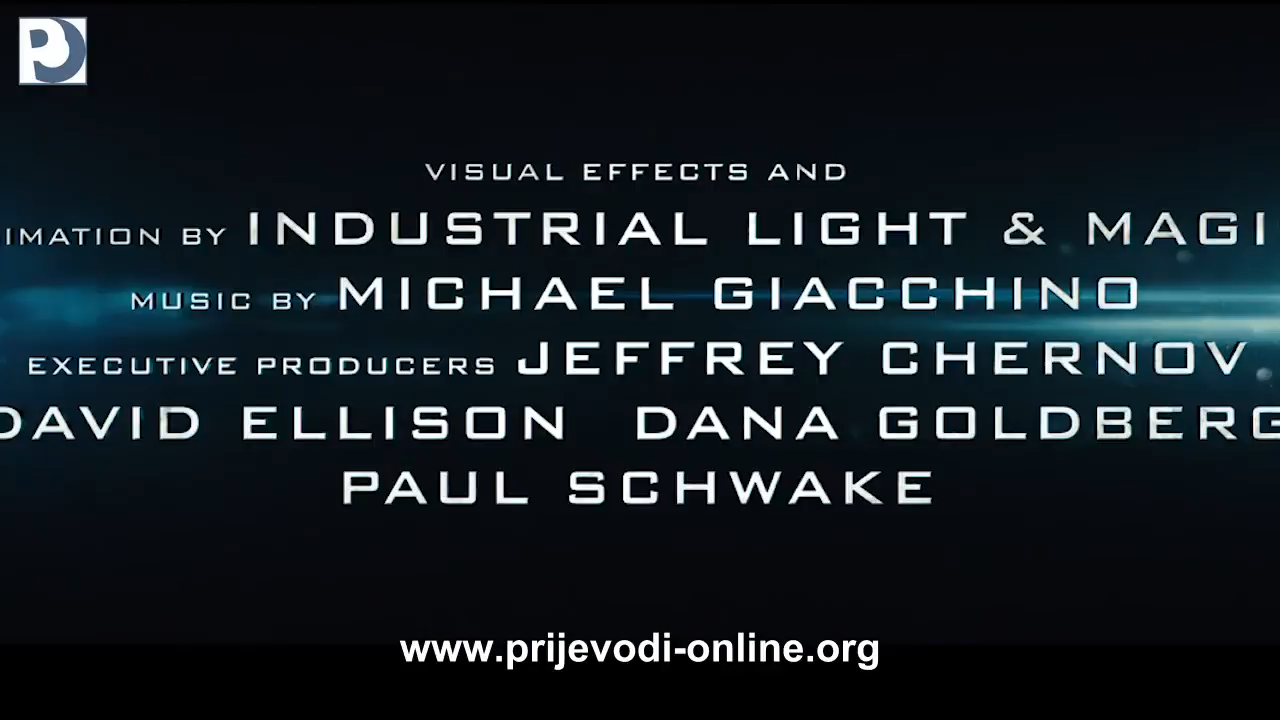 VISUAL EFFECTS AND
IMATION BY INDUSTRIAL LIGHT & MAGI
MUSIC BY MICHAEL GIACCHINO
EXECUTIVE PRODUCERS JEFFREY CHERNOV
DAVID ELLISON DANA GOLDBERG
PAUL SCHWAKE
www.prijevodi-online.org